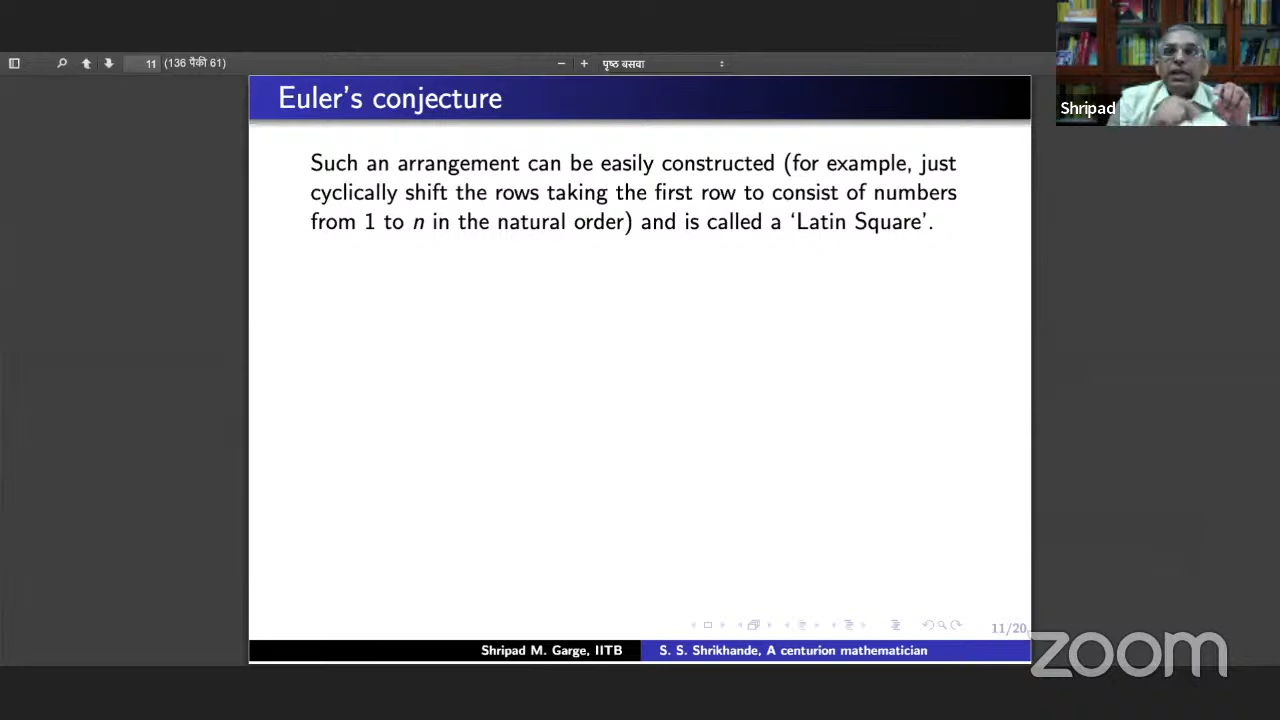 11 (136 पैकी 61)
− + पृष्ठ बसवा
Shripad
Euler's conjecture
Such an arrangement can be easily constructed (for example, just
cyclically shift the rows taking the first row to consist of numbers
from 1 to n in the natural order) and is called a ‘Latin Square’.
11/20
Shripad M. Garge, IITB S. S. Shrikhande, A centurion mathematician
zoom